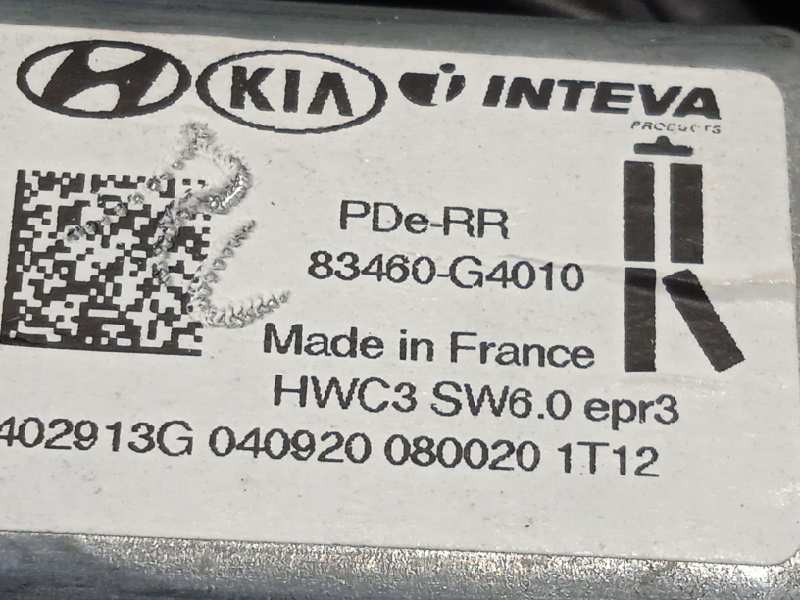 KIA INTEVA
PRODUCTS
PDe-RR
83460-G4010
R
Made in France
HWC3 SW6.0 epr3
402913G 040920 080020 1T12